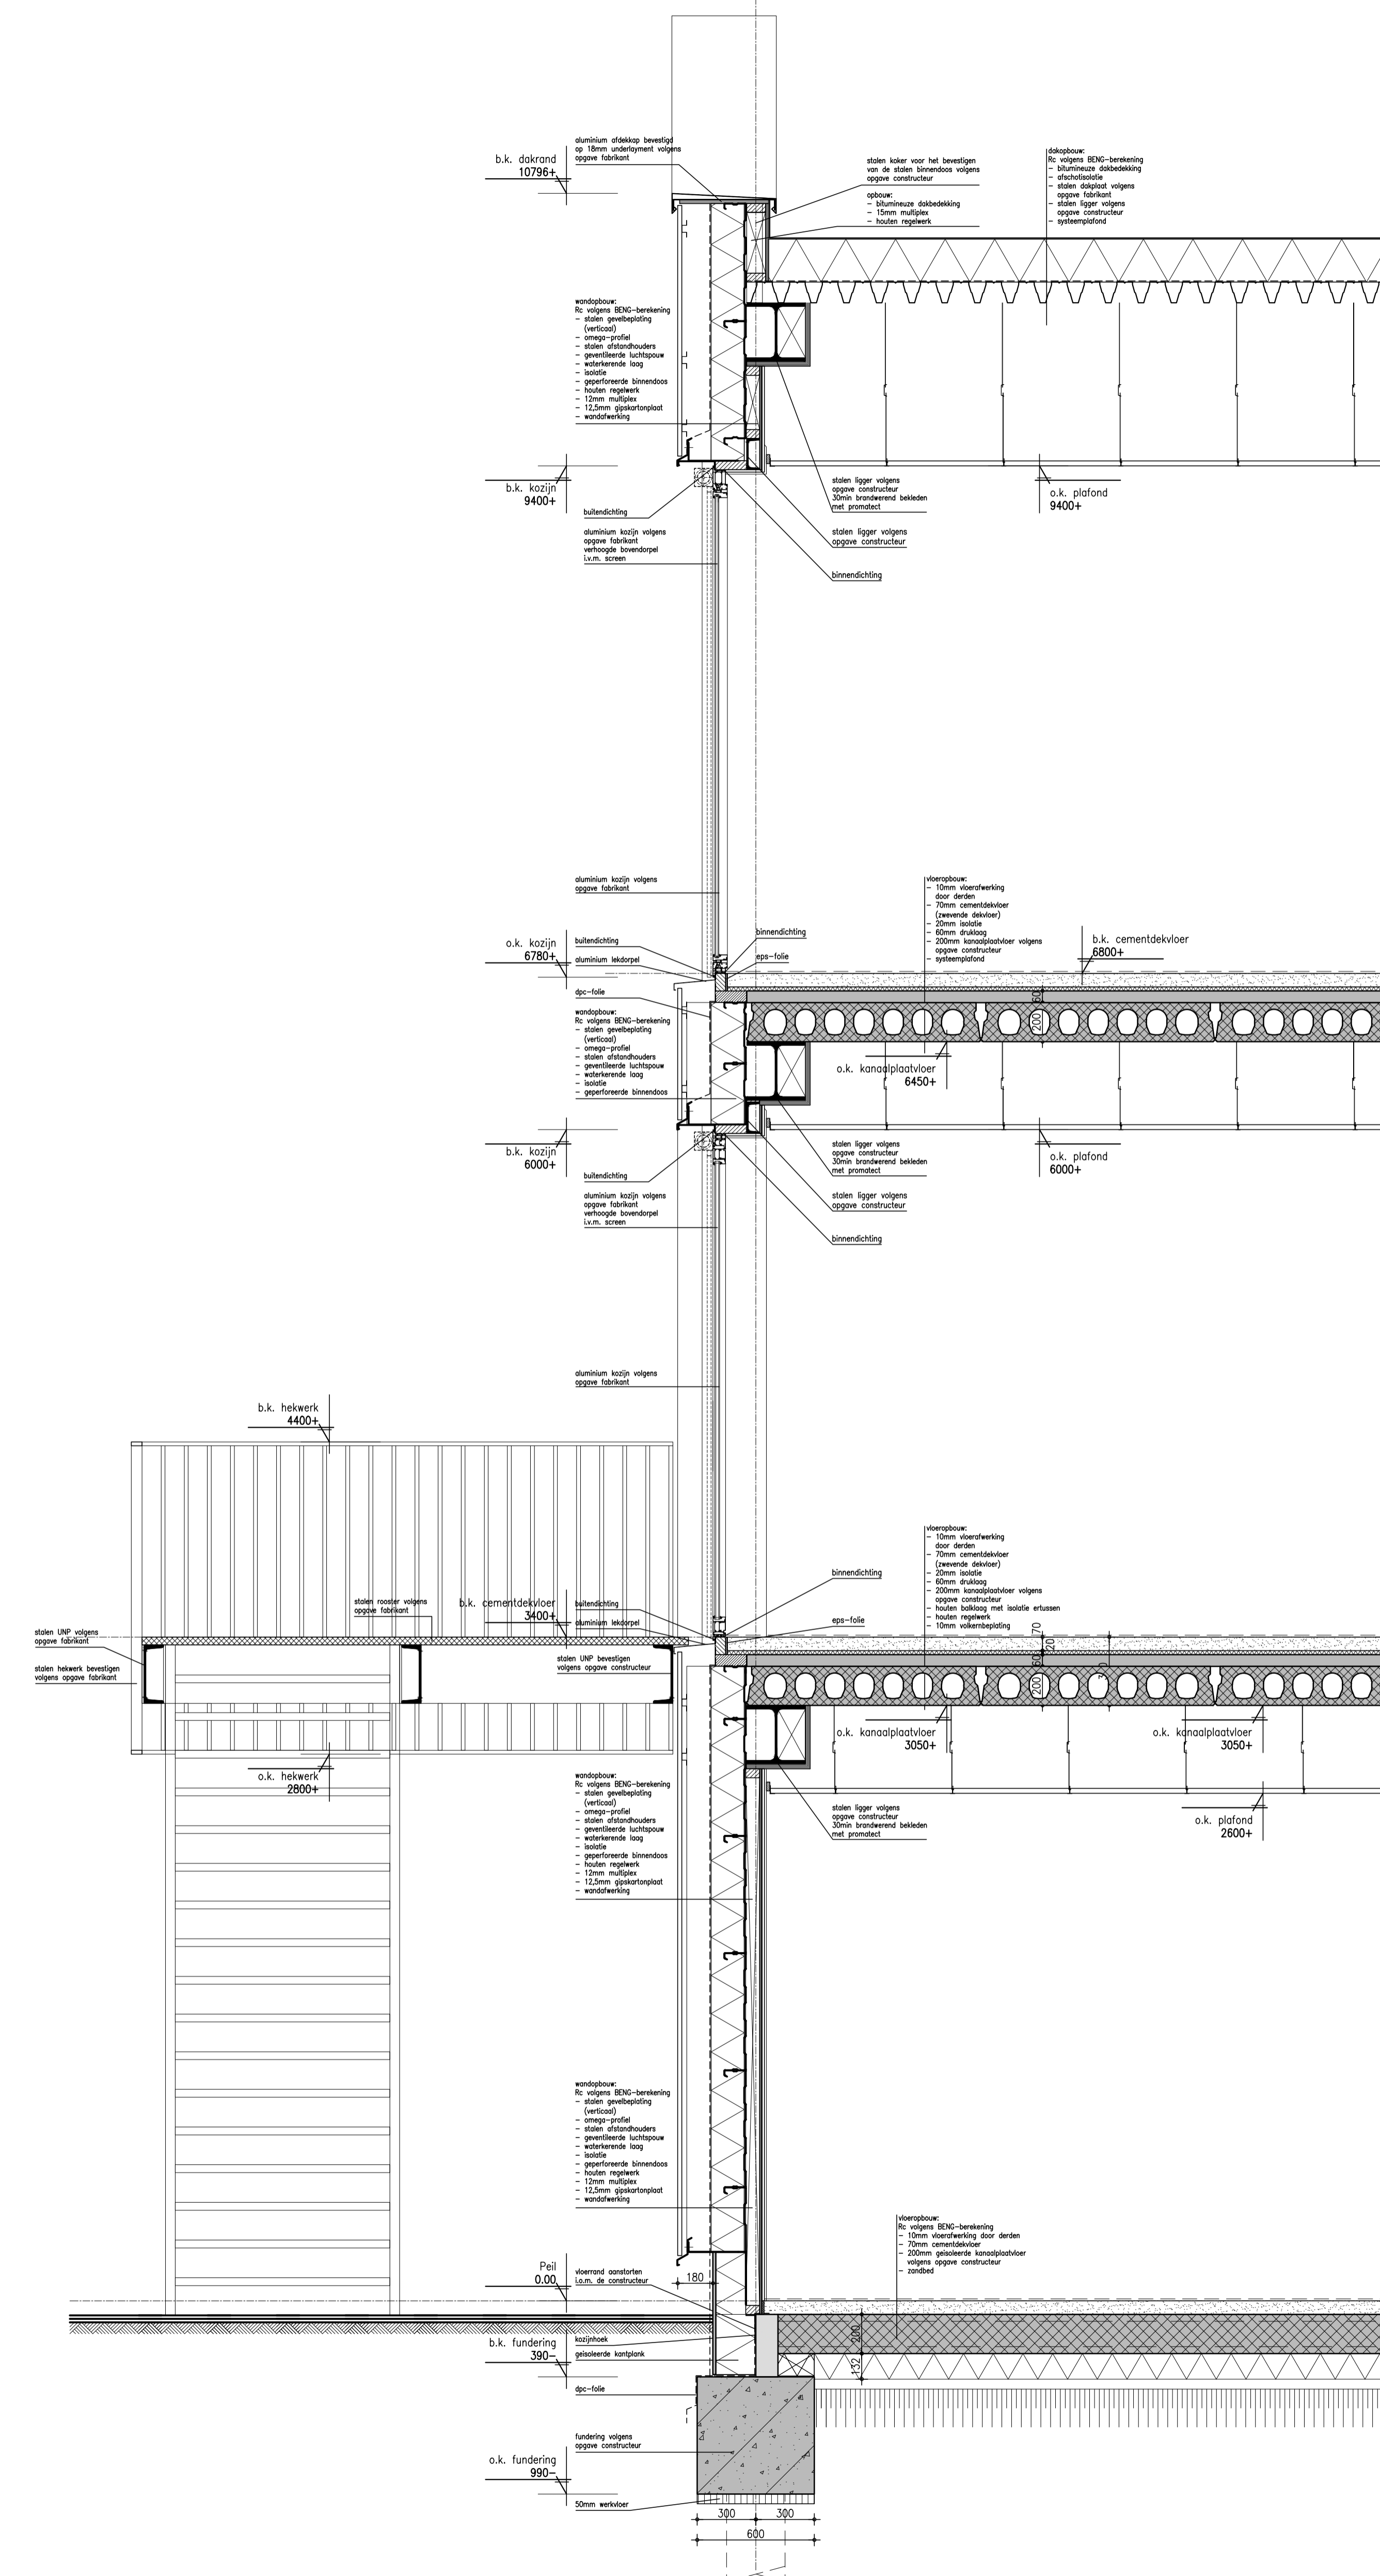 aluminium afdekkap bevestigd
op 18mm underlayment volgens
opgave fabrikant
b.k. dakrand
10796+
stalen koker voor het bevestigen
van de stalen binnendoos volgens
opgave constructeur
opbouw:
– bitumineuze dakbedekking
– 15mm multiplex
– houten regelwerk
dakopbouw:
Rc volgens BENG-berekening
– bitumineuze dakbedekking
– afschotisolatie
– stalen dakplaat volgens
opgave fabrikant
– stalen ligger volgens
opgave constructeur
– systeemplafond
wandopbouw:
Rc volgens BENG-berekening
– stalen gevelbeplating
(verticaal)
– omega-profiel
– stalen afstandhouders
– geventileerde luchtspouw
– waterkerende laag
– isolatie
– geperforeerde binnendoos
– houten regelwerk
– 12mm multiplex
– 12,5mm gipskartonplaat
– wandafwerking
b.k. kozijn
9400+
buitendichting
aluminium kozijn volgens
opgave fabrikant
verhoogde bovendorpel
i.v.m. screen
stalen ligger volgens
opgave constructeur
30min brandwerend bekleden
met promatect
stalen ligger volgens
opgave constructeur
binnendichting
o.k. plafond
9400+
aluminium kozijn volgens
opgave fabrikant
o.k. kozijn
6780+
buitendichting
aluminium lekdorpel
dpc-folie
binnendichting
eps-folie
vloeropbouw:
– 10mm vloerafwerking
door derden
– 70mm cementdekvloer
(zwevende dekvloer)
– 20mm isolatie
– 60mm druklaag
– 200mm kanaalplaatvloer volgens
opgave constructeur
– systeemplafond
b.k. cementdekvloer
6800+
60
200
wandopbouw:
Rc volgens BENG-berekening
– stalen gevelbeplating
(verticaal)
– omega-profiel
– stalen afstandhouders
– geventileerde luchtspouw
– waterkerende laag
– isolatie
– geperforeerde binnendoos
o.k. kanaalplaatvloer
6450+
b.k. kozijn
6000+
buitendichting
aluminium kozijn volgens
opgave fabrikant
verhoogde bovendorpel
i.v.m. screen
stalen ligger volgens
opgave constructeur
30min brandwerend bekleden
met promatect
stalen ligger volgens
opgave constructeur
binnendichting
o.k. plafond
6000+
aluminium kozijn volgens
opgave fabrikant
b.k. hekwerk
4400+
stalen rooster volgens
opgave fabrikant
b.k. cementdekvloer
3400+
buitendichting
aluminium lekdorpel
binnendichting
eps-folie
vloeropbouw:
– 10mm vloerafwerking
door derden
– 70mm cementdekvloer
(zwevende dekvloer)
– 20mm isolatie
– 60mm druklaag
– 200mm kanaalplaatvloer volgens
opgave constructeur
– houten balklaag met isolatie ertussen
– houten regelwerk
– 10mm volkernbeplating
70
20
60
200
stalen UNP volgens
opgave fabrikant
stalen hekwerk bevestigen
volgens opgave fabrikant
stalen UNP bevestigen
volgens opgave constructeur
o.k. kanaalplaatvloer
3050+
o.k. kanaalplaatvloer
3050+
o.k. hekwerk
2800+
wandopbouw:
Rc volgens BENG-berekening
– stalen gevelbeplating
(verticaal)
– omega-profiel
– stalen afstandhouders
– geventileerde luchtspouw
– waterkerende laag
– isolatie
– geperforeerde binnendoos
– houten regelwerk
– 12mm multiplex
– 12,5mm gipskartonplaat
– wandafwerking
stalen ligger volgens
opgave constructeur
30min brandwerend bekleden
met promatect
o.k. plafond
2600+
wandopbouw:
Rc volgens BENG-berekening
– stalen gevelbeplating
(verticaal)
– omega-profiel
– stalen afstandhouders
– geventileerde luchtspouw
– waterkerende laag
– isolatie
– geperforeerde binnendoos
– houten regelwerk
– 12mm multiplex
– 12,5mm gipskartonplaat
– wandafwerking
vloeropbouw:
Rc volgens BENG-berekening
– 10mm vloerafwerking door derden
– 70mm cementdekvloer
– 200mm geisoleerde kanaalplaatvloer
volgens opgave constructeur
– zandbed
Peil
0.00
vloerrand aanstorten
i.o.m. de constructeur
180
b.k. fundering
390-
kozijnhoek
geisoleerde kantplank
200
132
dpc-folie
fundering volgens
opgave constructeur
o.k. fundering
990-
50mm werkvloer
300
300
600